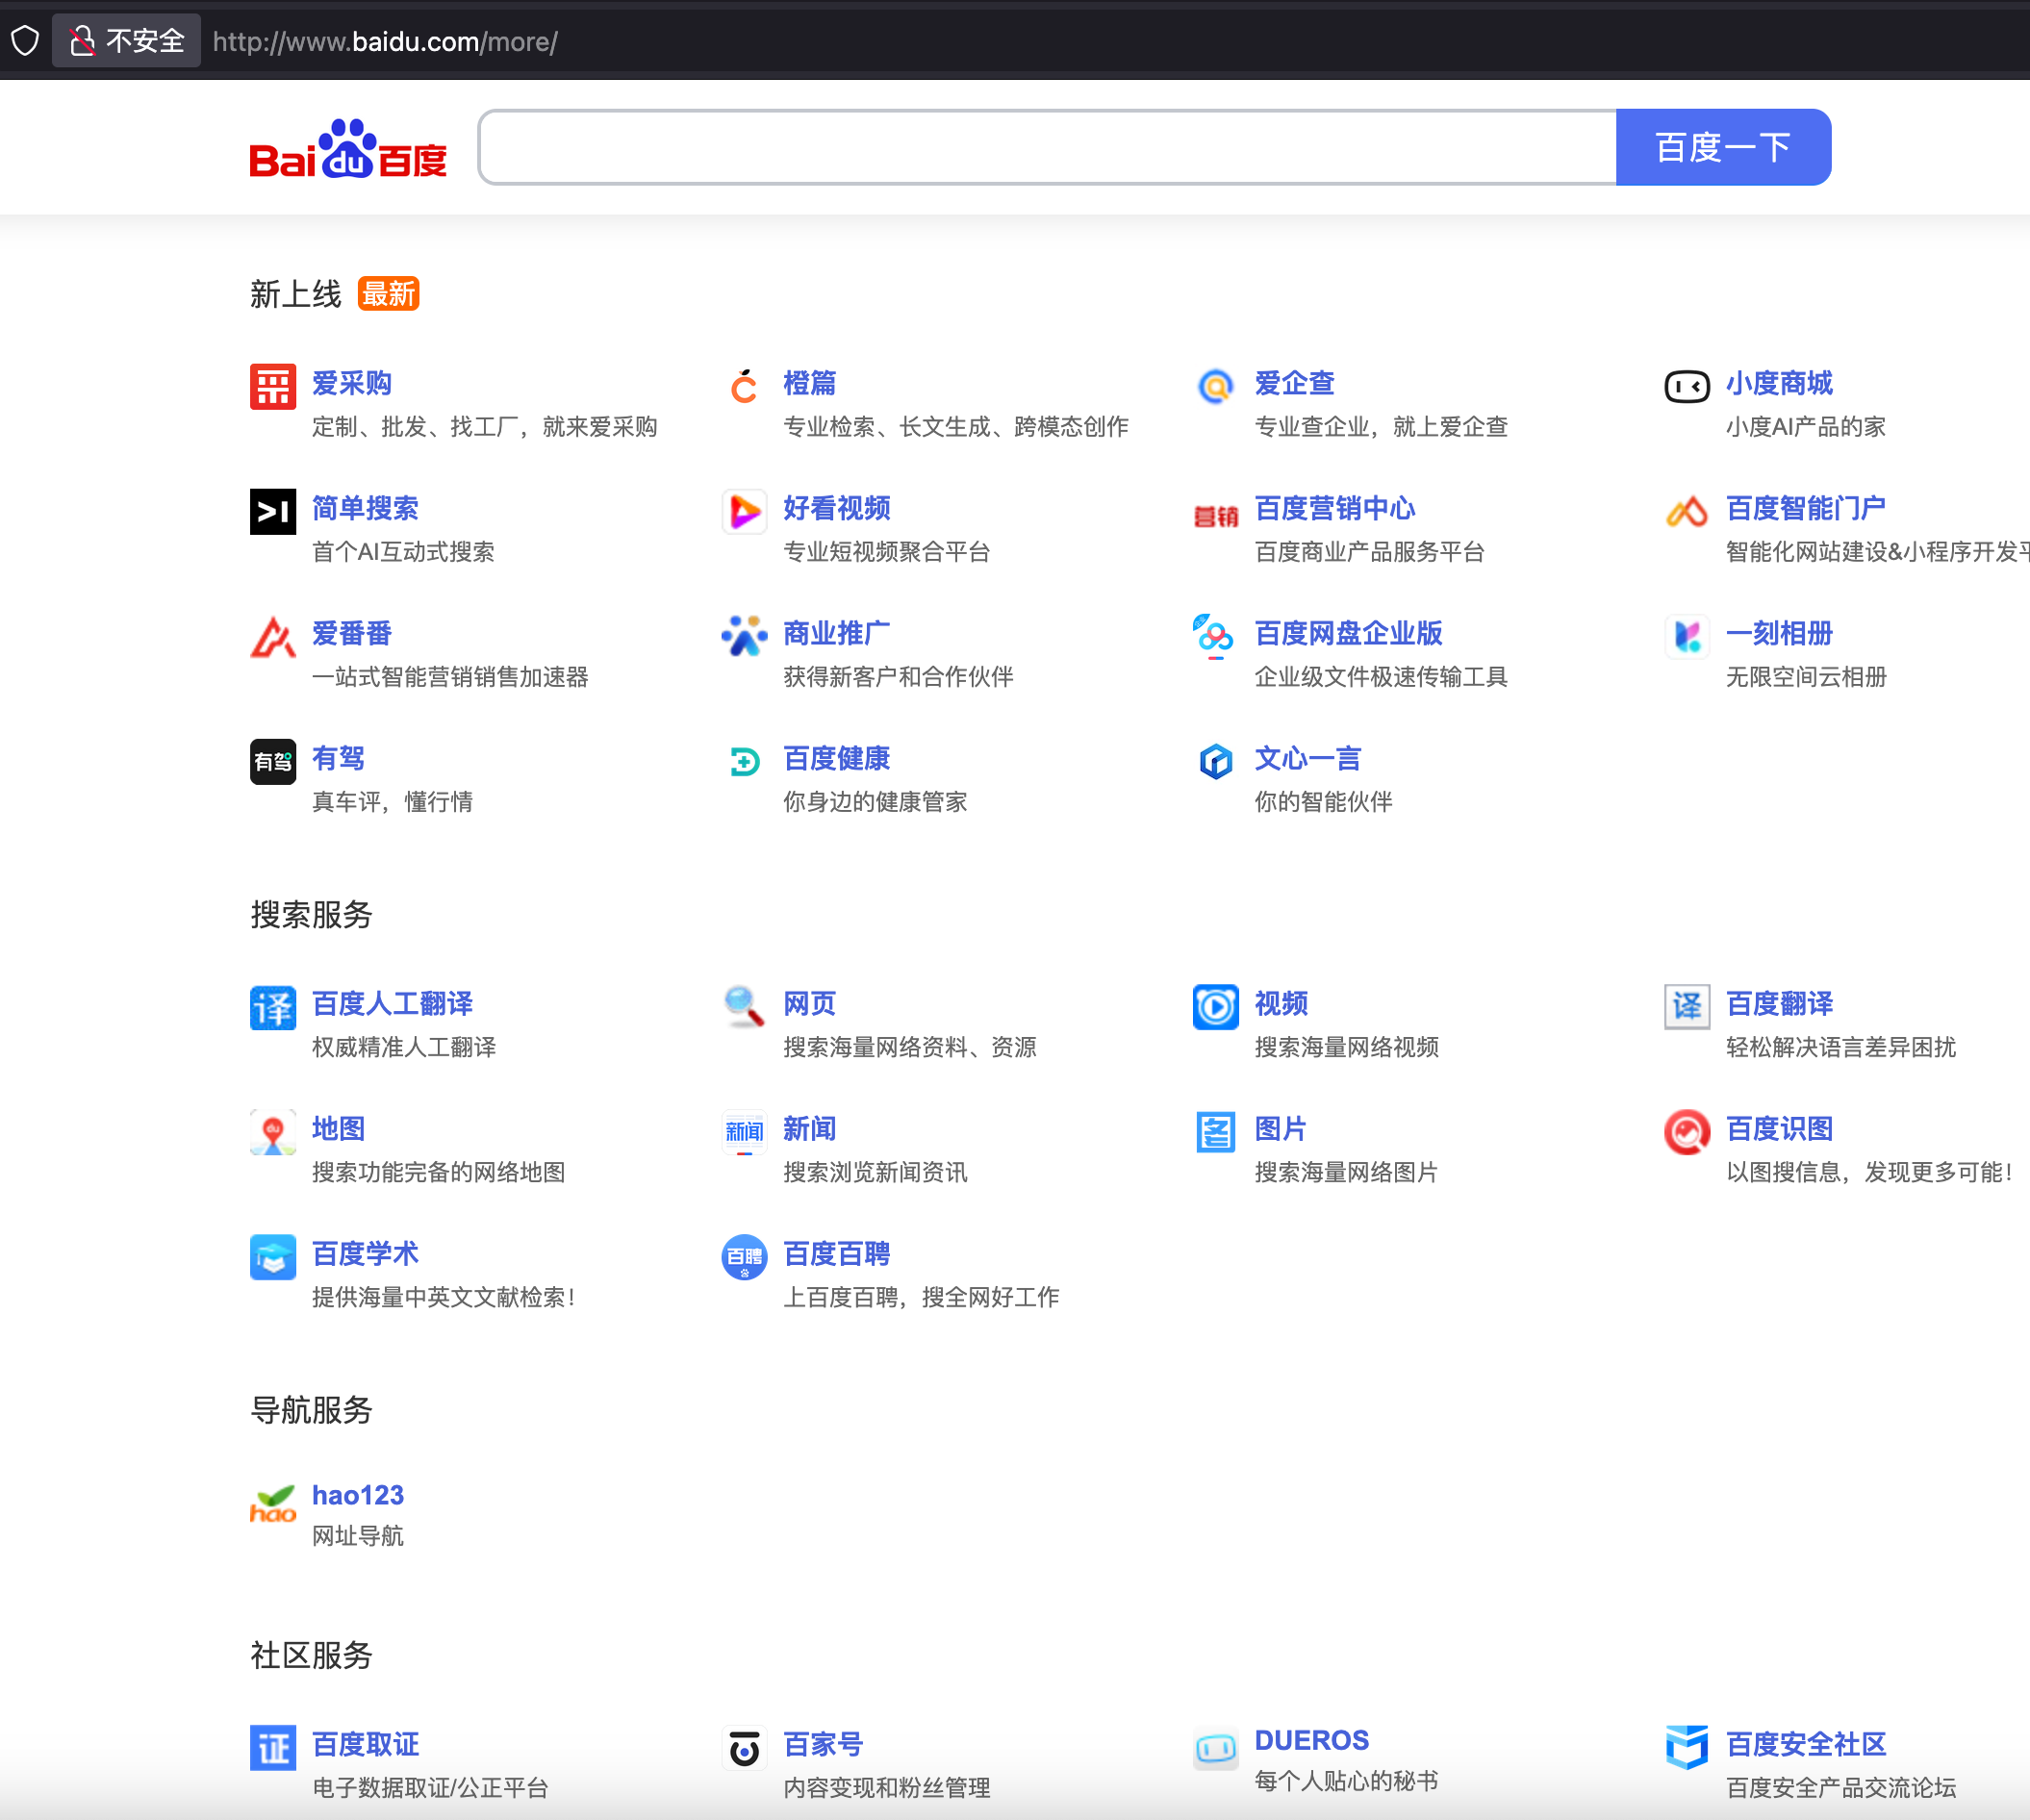 不安全 http://www.baidu.com/more/
Bai du 百度 百度一下
新上线 最新
爱采购 橙篇 爱企查 小度商城
定制、批发、找工厂，就来爱采购 专业检索、长文生成、跨模态创作 专业查企业，就上爱企查 小度AI产品的家
简单搜索 好看视频 营销 百度营销中心 百度智能门户
首个AI互动式搜索 专业短视频聚合平台 百度商业产品服务平台 智能化网站建设&小程序开发平
爱番番 商业推广 百度网盘企业版 一刻相册
一站式智能营销销售加速器 获得新客户和合作伙伴 企业级文件极速传输工具 无限空间云相册
有驾 有驾 百度健康 文心一言
真车评，懂行情 你身边的健康管家 你的智能伙伴
搜索服务
译 百度人工翻译 网页 视频 译 百度翻译
权威精准人工翻译 搜索海量网络资料、资源 搜索海量网络视频 轻松解决语言差异困扰
du 地图 新闻 新闻 图片 百度识图
搜索功能完备的网络地图 搜索浏览新闻资讯 搜索海量网络图片 以图搜信息，发现更多可能！
百度学术 百聘 百度百聘
提供海量中英文文献检索！ 上百度百聘，搜全网好工作
导航服务
hao hao123
网址导航
社区服务
证 百度取证 百家号 DUEROS 百度安全社区
电子数据取证/公正平台 内容变现和粉丝管理 每个人贴心的秘书 百度安全产品交流论坛